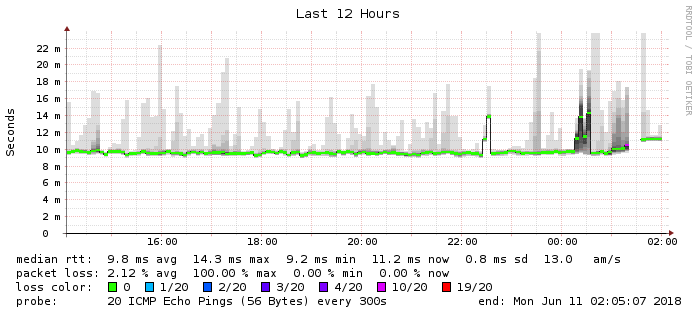 Last 12 Hours
RRDTOOL / TOBI OETIKER
Seconds
22 m
20 m
18 m
16 m
14 m
12 m
10 m
8 m
6 m
4 m
2 m
0
16:00 18:00 20:00 22:00 00:00 02:00
median rtt: 9.8 ms avg 14.3 ms max 9.2 ms min 11.2 ms now 0.8 ms sd 13.0 am/s
packet loss: 2.12 % avg 100.00 % max 0.00 % min 0.00 % now
loss color: 0 1/20 2/20 3/20 4/20 10/20 19/20
probe: 20 ICMP Echo Pings (56 Bytes) every 300s end: Mon Jun 11 02:05:07 2018